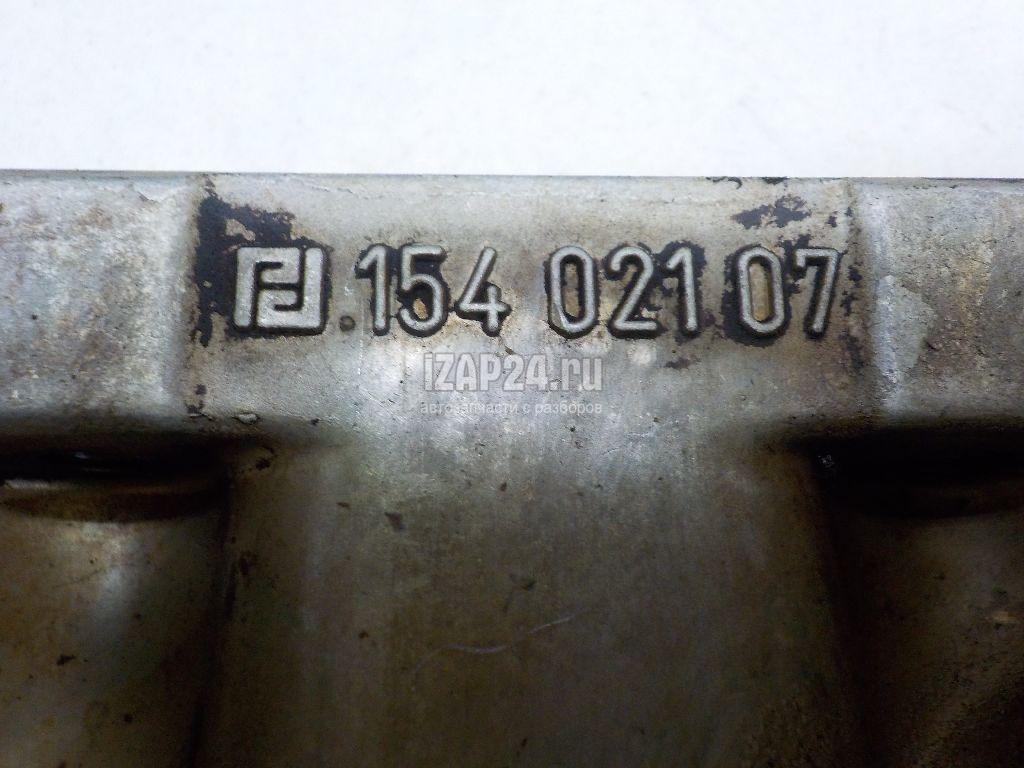 .154 021 07
iZAP24.ru
автозапчасти с разборов